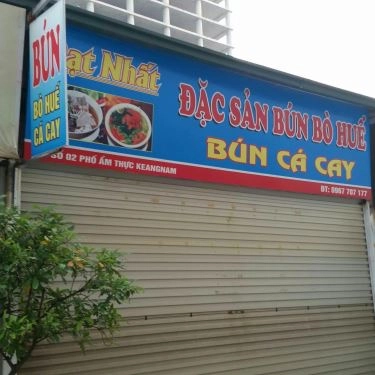 BÚN
BÒ HUẾ
CÁ CAY
ạt Nhất
ĐẶC SẢN BÚN BÒ HUẾ
BÚN CÁ CAY
SỐ 02 PHỐ ẨM THỰC KEANGNAM
ĐT: 0967 707 177